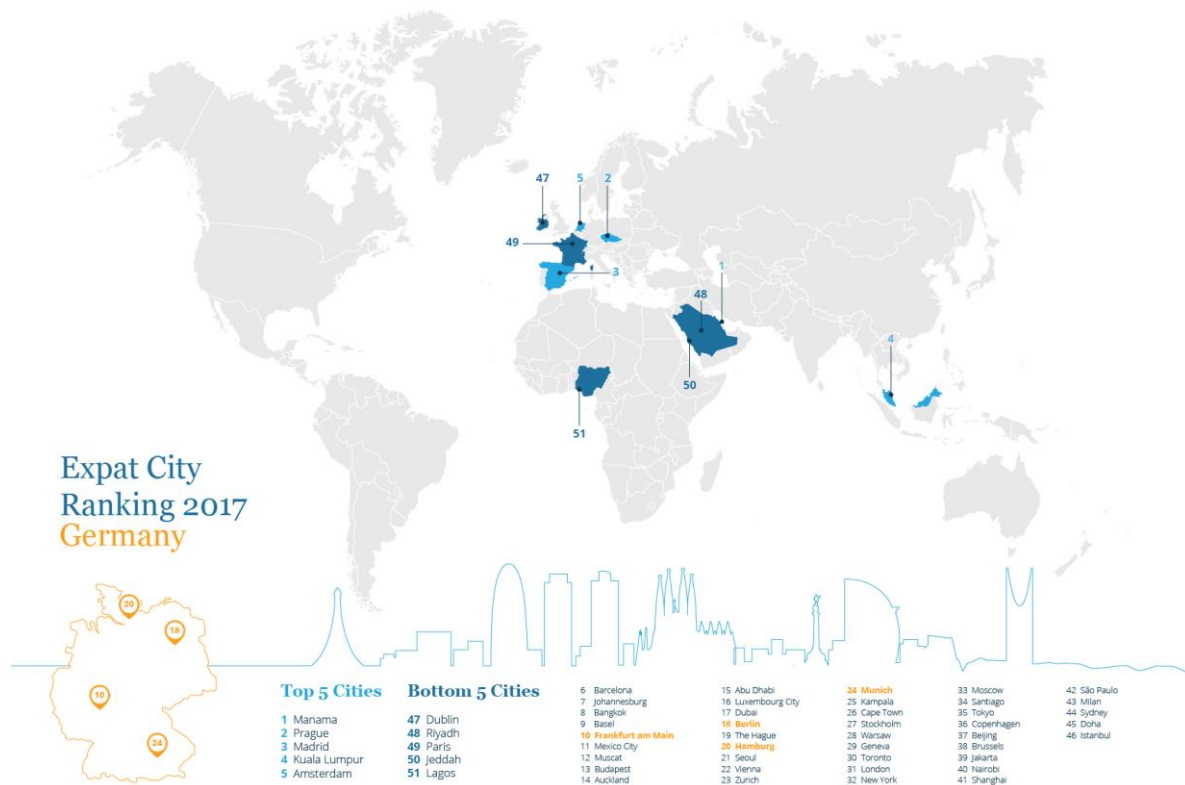 47
5
2
49
3
1
48
4
50
51
Expat City
Ranking 2017
Germany
20
18
10
24
Top 5 Cities
1 Manama
2 Prague
3 Madrid
4 Kuala Lumpur
5 Amsterdam
Bottom 5 Cities
47 Dublin
48 Riyadh
49 Paris
50 Jeddah
51 Lagos
6 Barcelona
7 Johannesburg
8 Bangkok
9 Basel
10 Frankfurt am Main
11 Mexico City
12 Muscat
13 Budapest
14 Auckland
15 Abu Dhabi
16 Luxembourg City
17 Dubai
18 Berlin
19 The Hague
20 Hamburg
21 Seoul
22 Vienna
23 Zurich
24 Munich
25 Kampala
26 Cape Town
27 Stockholm
28 Warsaw
29 Geneva
30 Toronto
31 London
32 New York
33 Moscow
34 Santiago
35 Tokyo
36 Copenhagen
37 Beijing
38 Brussels
39 Jakarta
40 Nairobi
41 Shanghai
42 São Paulo
43 Milan
44 Sydney
45 Doha
46 Istanbul